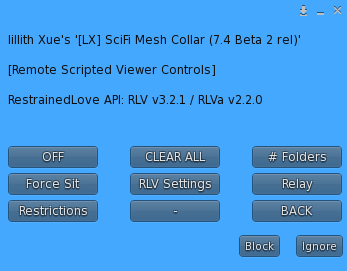 lillith Xue's '[LX] SciFi Mesh Collar (7.4 Beta 2 rel)'
[Remote Scripted Viewer Controls]
RestrainedLove API: RLV v3.2.1 / RLVa v2.2.0
OFF
CLEAR ALL
# Folders
Force Sit
RLV Settings
Relay
Restrictions
-
BACK
Block
Ignore